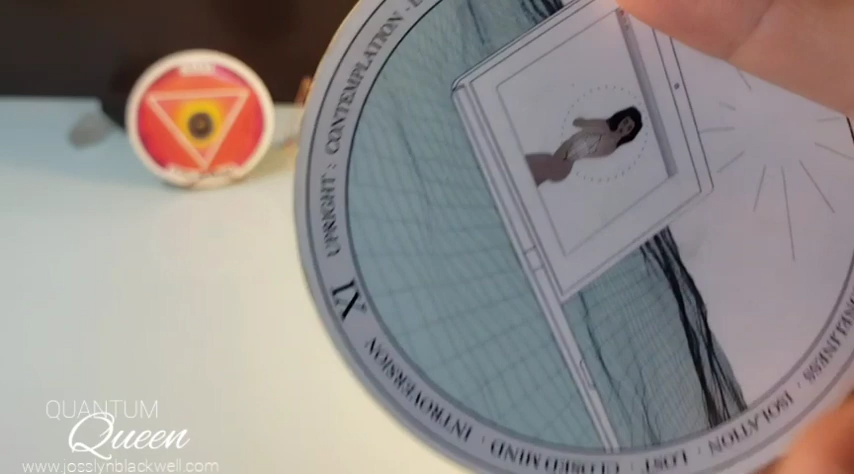 UPRIGHT : CONTEMPLATION ·
XI
ISOLATION · LOST · CLOSED MIND · INTROVERSION
QUANTUM
Queen
www.josslynblackwell.com